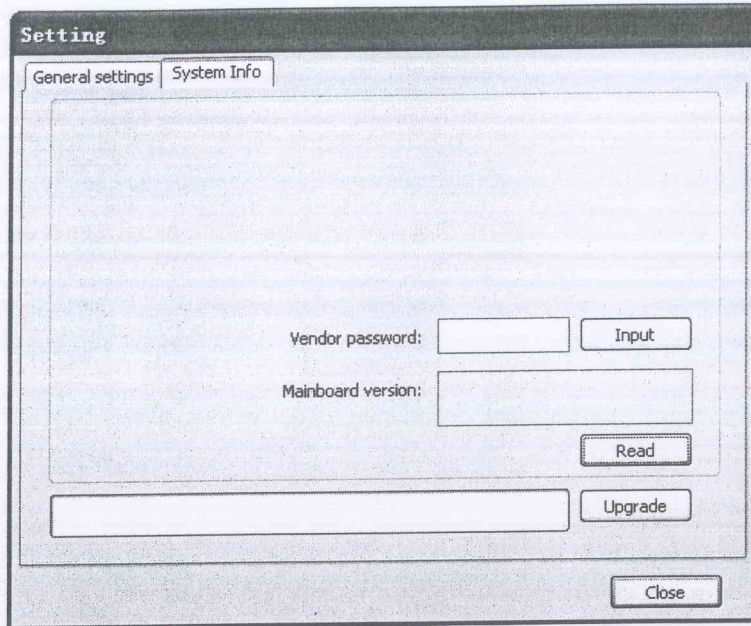 Setting
General settings System Info
Vendor password: Input
Mainboard version:
Read
Upgrade
Close